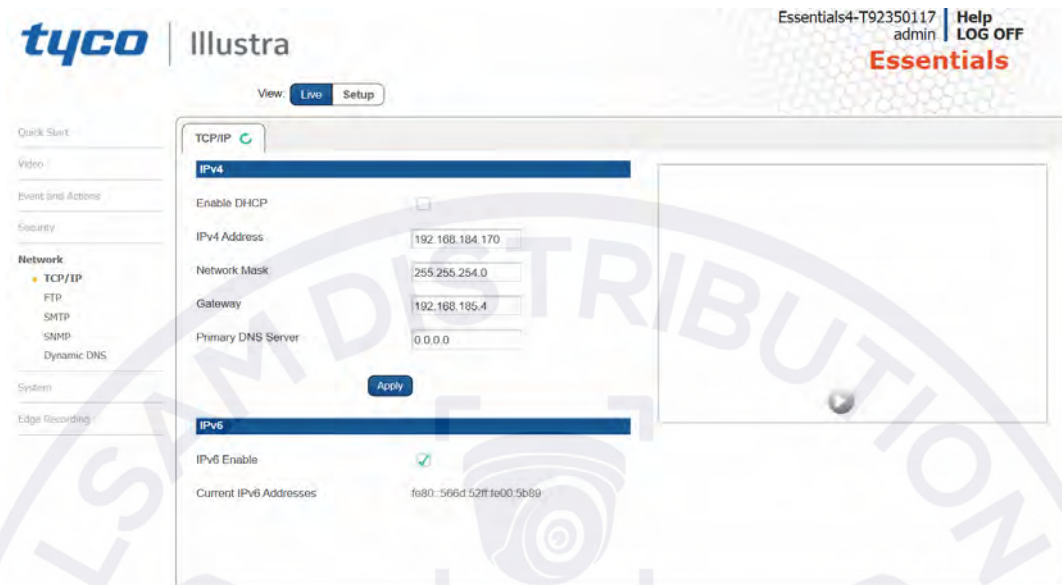 tyco Illustra
Essentials4-T92350117 Help
admin LOG OFF
Essentials
View: Live Setup
Quick Start
Video
Event and Actions
Security
Network
TCP/IP
FTP
SMTP
SNMP
Dynamic DNS
System
Edge Recording
TCP/IP
IPv4
Enable DHCP
IPv4 Address 192.168.184.170
Network Mask 255.255.254.0
Gateway 192.168.185.4
Primary DNS Server 0.0.0.0
Apply
IPv6
IPv6 Enable
Current IPv6 Addresses fe80::566d:52ff:fe00:5b89
LSAM DISTRIBUTION